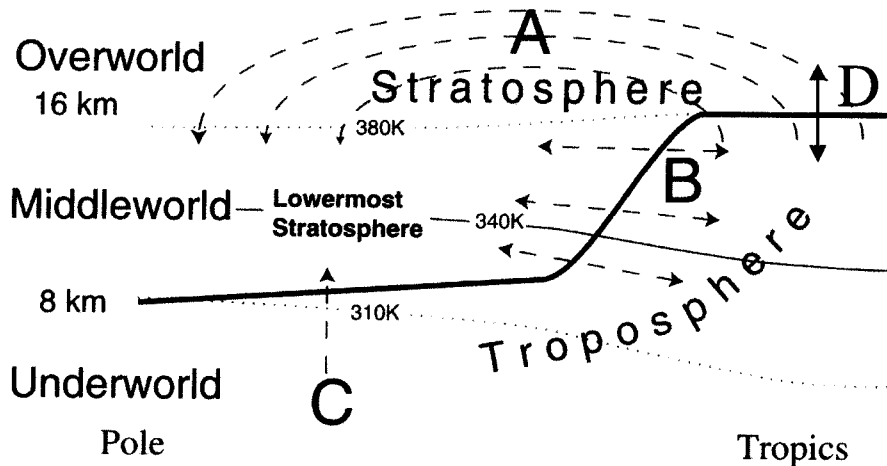 A
Overworld
Stratosphere
D
16 km
380K
B
Middleworld
Lowermost
Stratosphere
340K
8 km
310K
Troposphere
Underworld
C
Pole
Tropics